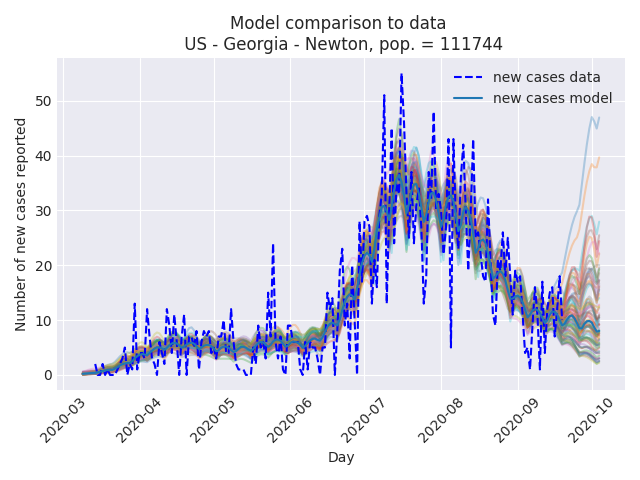 Model comparison to data
US - Georgia - Newton, pop. = 111744
new cases data
new cases model
Number of new cases reported
50
40
30
20
10
0
2020-03
2020-04
2020-05
2020-06
2020-07
2020-08
2020-09
2020-10
Day